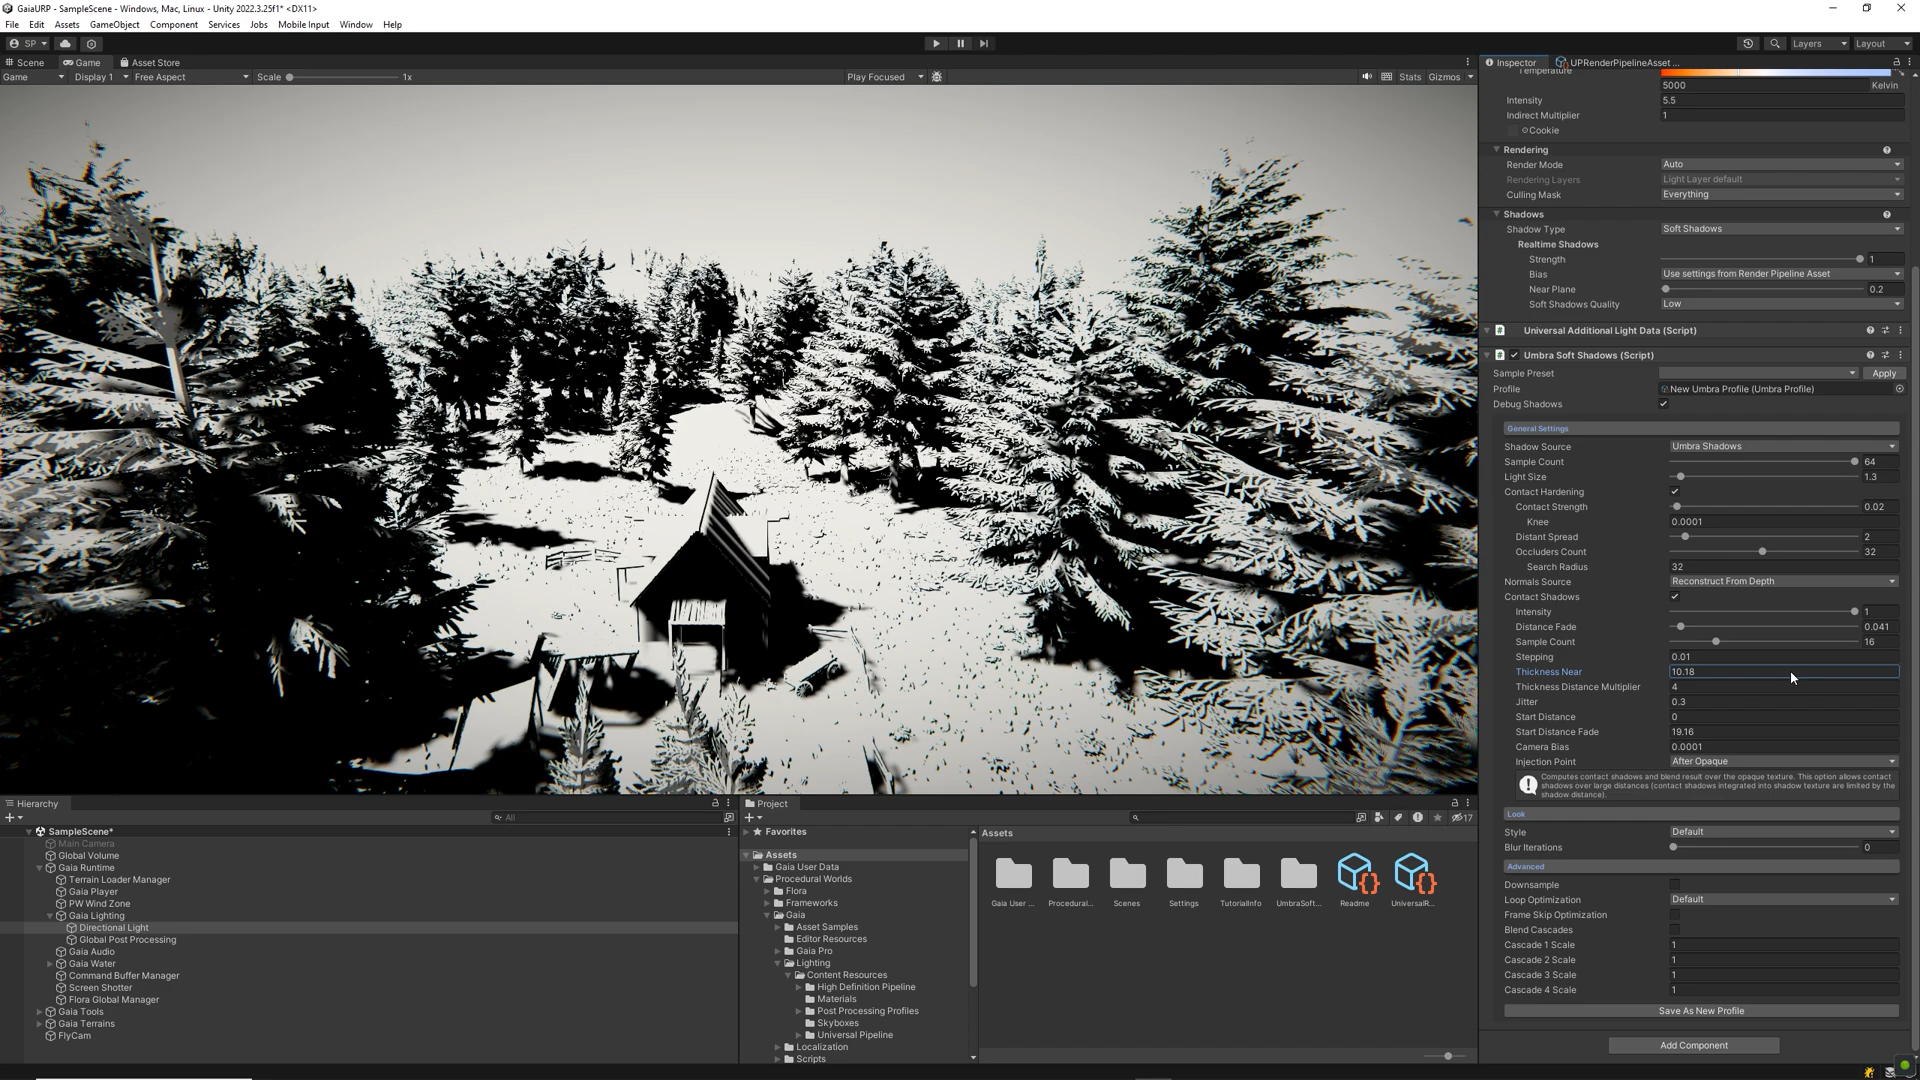 GaiaURP - SampleScene - Windows, Mac, Linux - Unity 2022.3.25f1* <DX11>
File Edit Assets GameObject Component Services Jobs Mobile Input Window Help
SP
Layers Layout
Scene Game Asset Store
Game Display 1 Free Aspect Scale 1x Play Focused Stats Gizmos
Inspector UPRenderPipelineAsset ...
Temperature
5000 Kelvin
Intensity 5.5
Indirect Multiplier 1
Cookie
Rendering
Render Mode Auto
Rendering Layers Light Layer default
Culling Mask Everything
Shadows
Shadow Type Soft Shadows
Realtime Shadows
Strength 1
Bias Use settings from Render Pipeline Asset
Near Plane 0.2
Soft Shadows Quality Low
Universal Additional Light Data (Script)
Umbra Soft Shadows (Script)
Sample Preset Apply
Profile New Umbra Profile (Umbra Profile)
Debug Shadows
General Settings
Shadow Source Umbra Shadows
Sample Count 64
Light Size 1.3
Contact Hardening
Contact Strength 0.02
Knee 0.0001
Distant Spread 2
Occluders Count 32
Search Radius 32
Normals Source Reconstruct From Depth
Contact Shadows
Intensity 1
Distance Fade 0.041
Sample Count 16
Stepping 0.01
Thickness Near 10.18
Thickness Distance Multiplier 4
Jitter 0.3
Start Distance 0
Start Distance Fade 19.16
Camera Bias 0.0001
Injection Point After Opaque
Computes contact shadows and blend result over the opaque texture. This option allows contact
shadows over large distances (contact shadows integrated into shadow texture are limited by the
shadow distance).
Look
Style Default
Blur Iterations 0
Advanced
Downsample
Loop Optimization Default
Frame Skip Optimization
Blend Cascades
Cascade 1 Scale 1
Cascade 2 Scale 1
Cascade 3 Scale 1
Cascade 4 Scale 1
Save As New Profile
Add Component
Hierarchy
All
SampleScene*
Main Camera
Global Volume
Gaia Runtime
Terrain Loader Manager
Gaia Player
PW Wind Zone
Gaia Lighting
Directional Light
Global Post Processing
Gaia Audio
Gaia Water
Command Buffer Manager
Screen Shotter
Flora Global Manager
Gaia Tools
Gaia Terrains
FlyCam
Project
17
Favorites
Assets
Gaia User Data
Procedural Worlds
Flora
Frameworks
Gaia
Asset Samples
Editor Resources
Gaia Pro
Lighting
Content Resources
High Definition Pipeline
Materials
Post Processing Profiles
Skyboxes
Universal Pipeline
Localization
Scripts
Assets
Gaia User ... Procedural... Scenes Settings TutorialInfo UmbraSoft... Readme UniversalR...